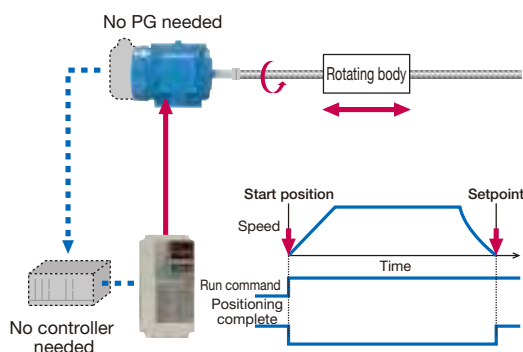 No PG needed
Rotating body
Start position
Setpoint
Speed
Time
Run command
Positioning
complete
No controller
needed